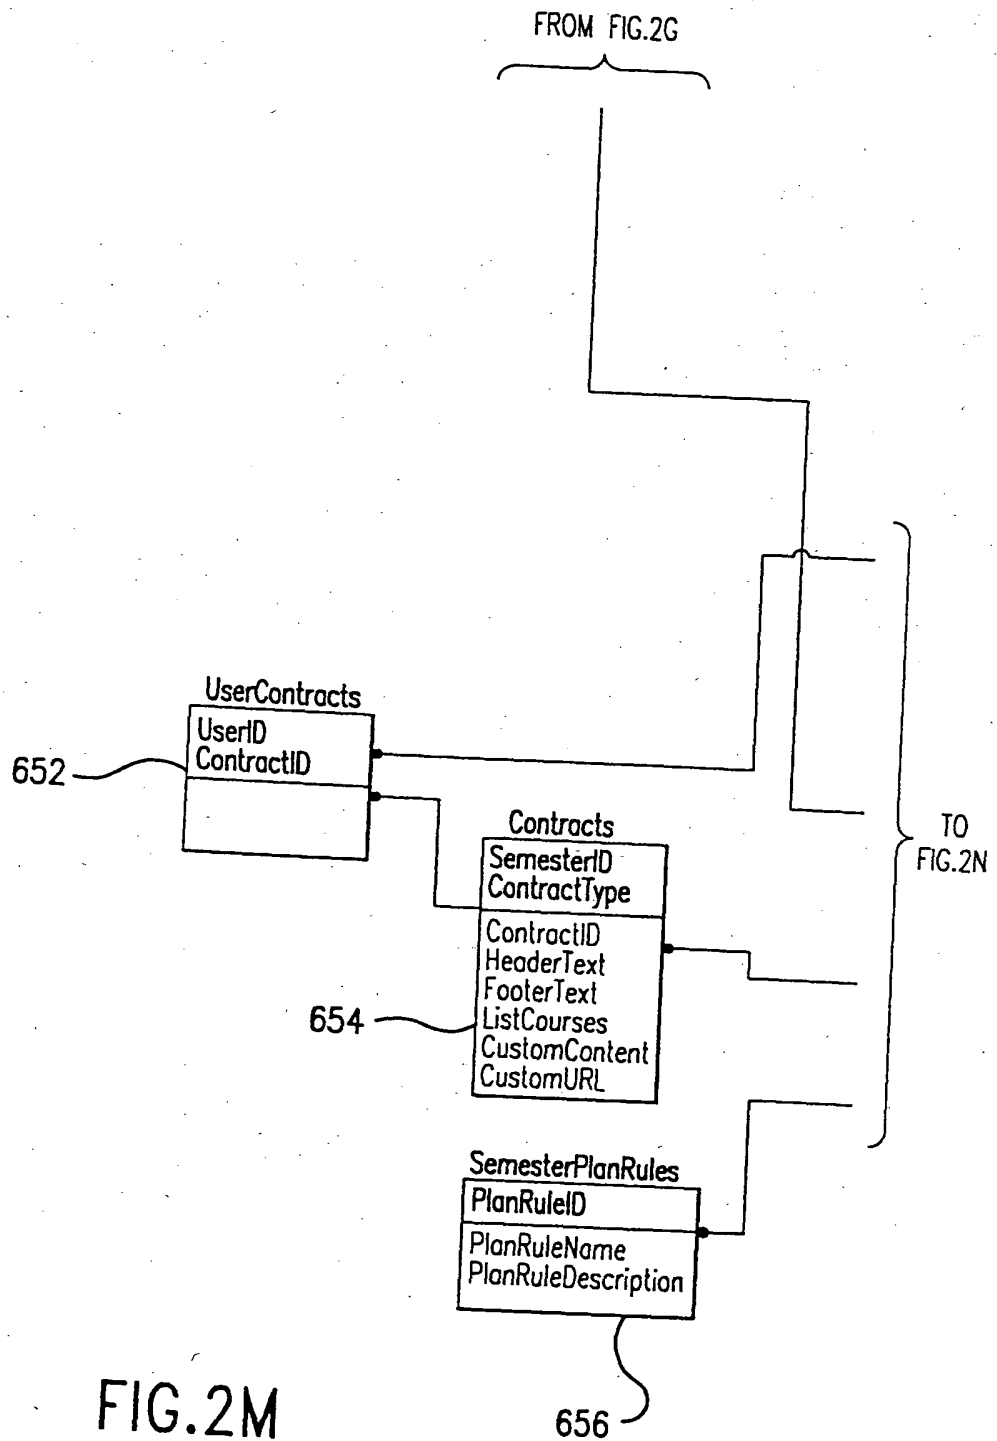 FROM FIG.2G
UserContracts
UserID
ContractID
652
Contracts
SemesterID
ContractType
ContractID
HeaderText
FooterText
ListCourses
CustomContent
CustomURL
654
TO
FIG.2N
SemesterPlanRules
PlanRuleID
PlanRuleName
PlanRuleDescription
656
FIG.2M